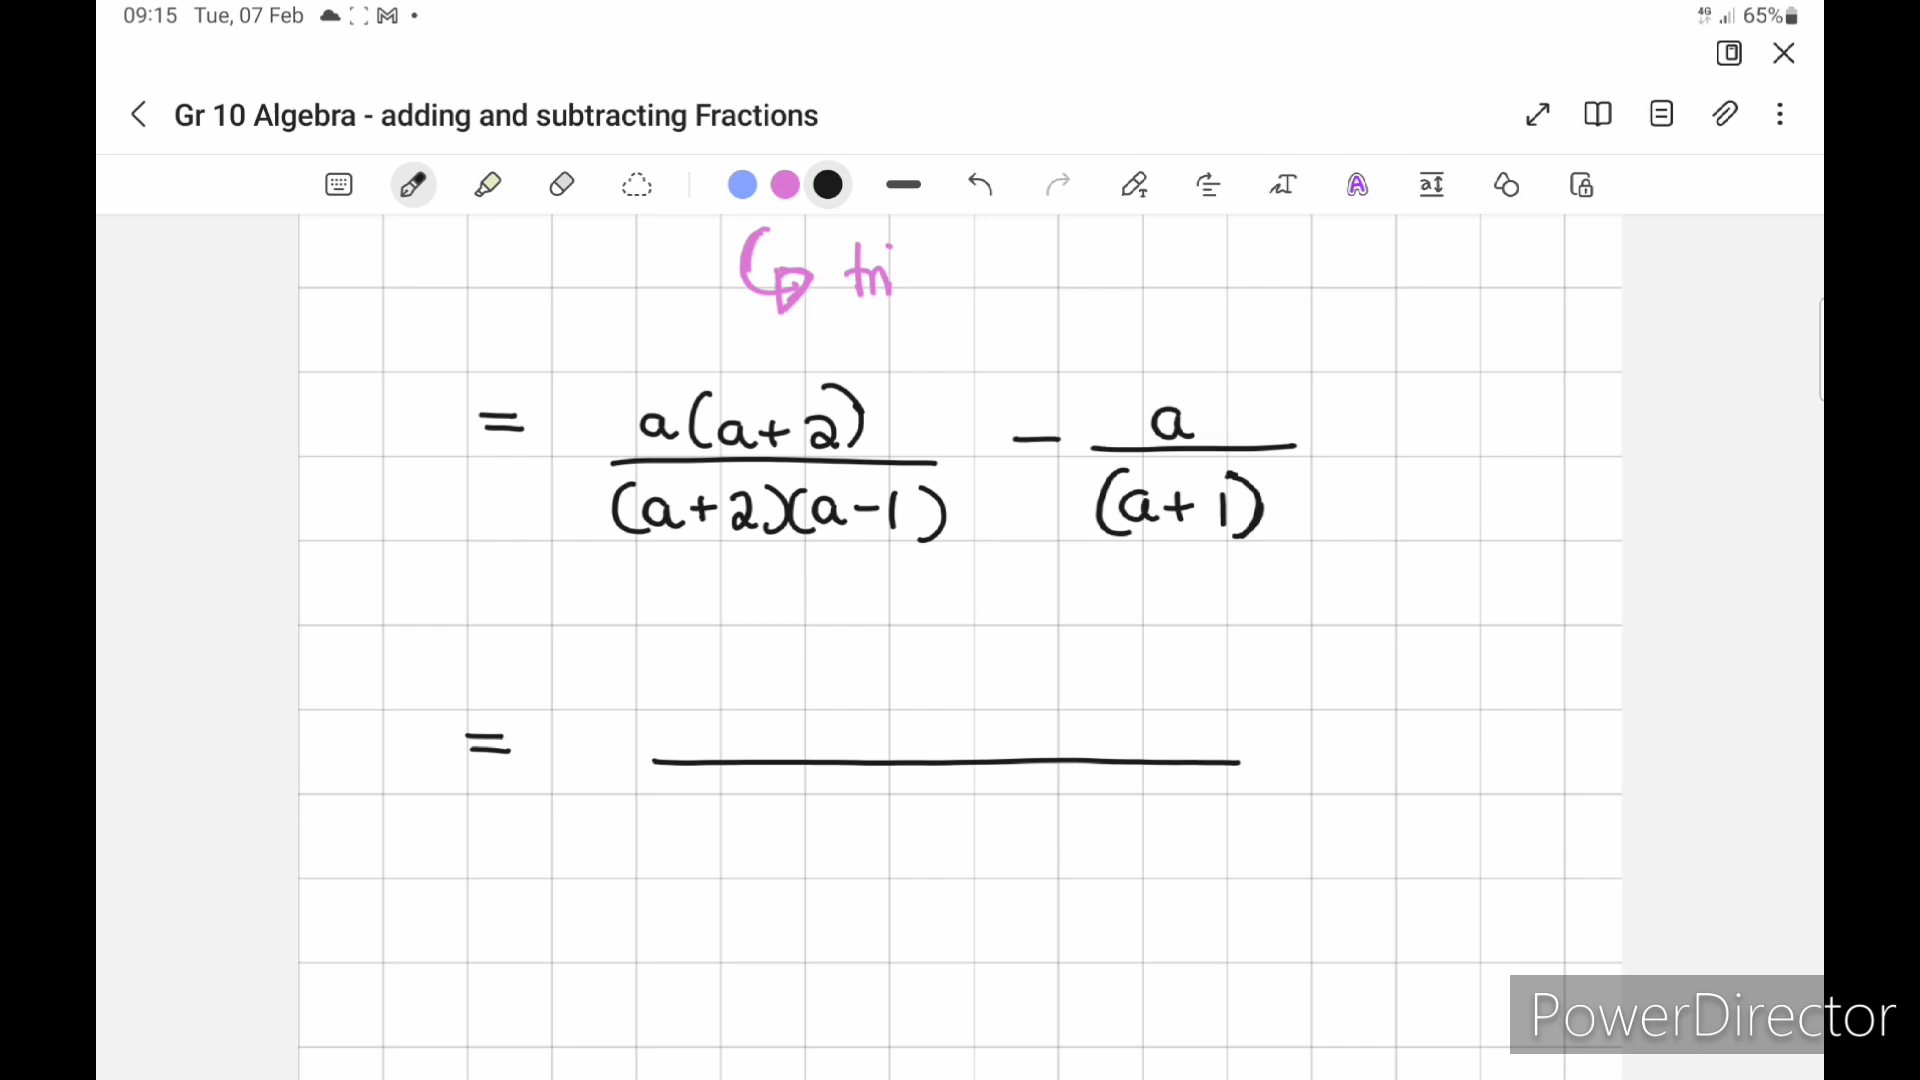 09:15 Tue, 07 Feb
4G 65%
Gr 10 Algebra - adding and subtracting Fractions
tri
= a(a+2) / (a+2)(a-1) - a / (a+1)
=
PowerDirector